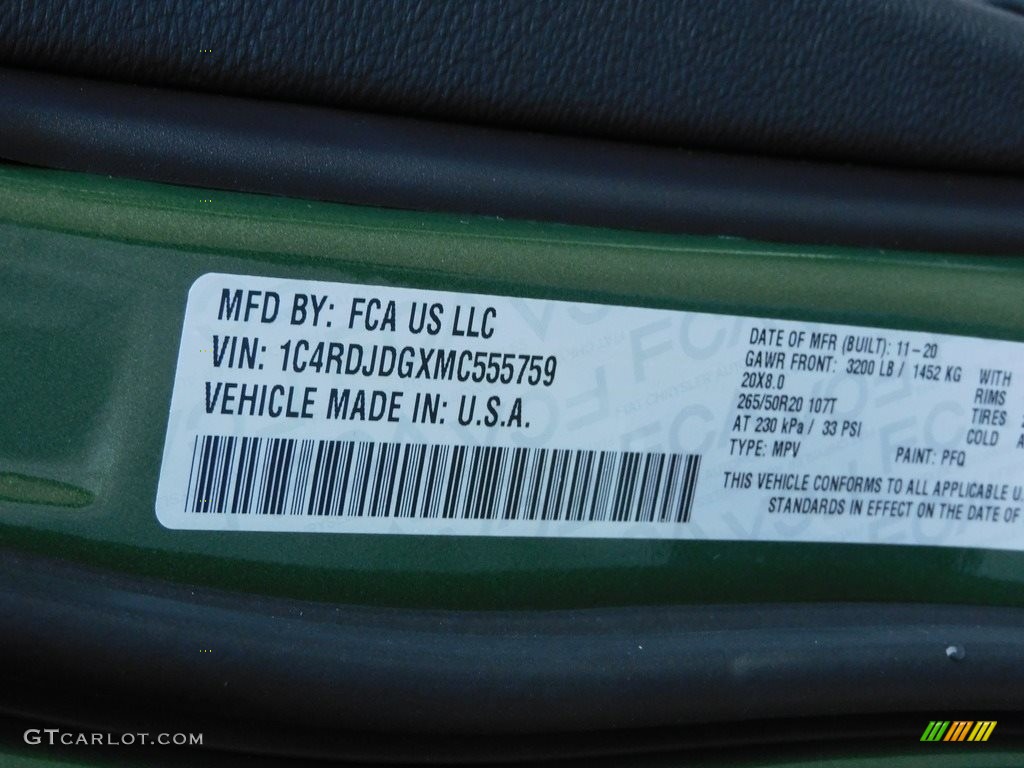 MFD BY: FCA US LLC
VIN: 1C4RDJDGXMC555759
VEHICLE MADE IN: U.S.A.
DATE OF MFR (BUILT): 11-20
GAWR FRONT: 3200 LB / 1452 KG WITH
20X8.0 RIMS
265/50R20 107T TIRES
AT 230 kPa / 33 PSI COLD
TYPE: MPV PAINT: PFQ
THIS VEHICLE CONFORMS TO ALL APPLICABLE U.
STANDARDS IN EFFECT ON THE DATE OF
GTCARLOT.COM